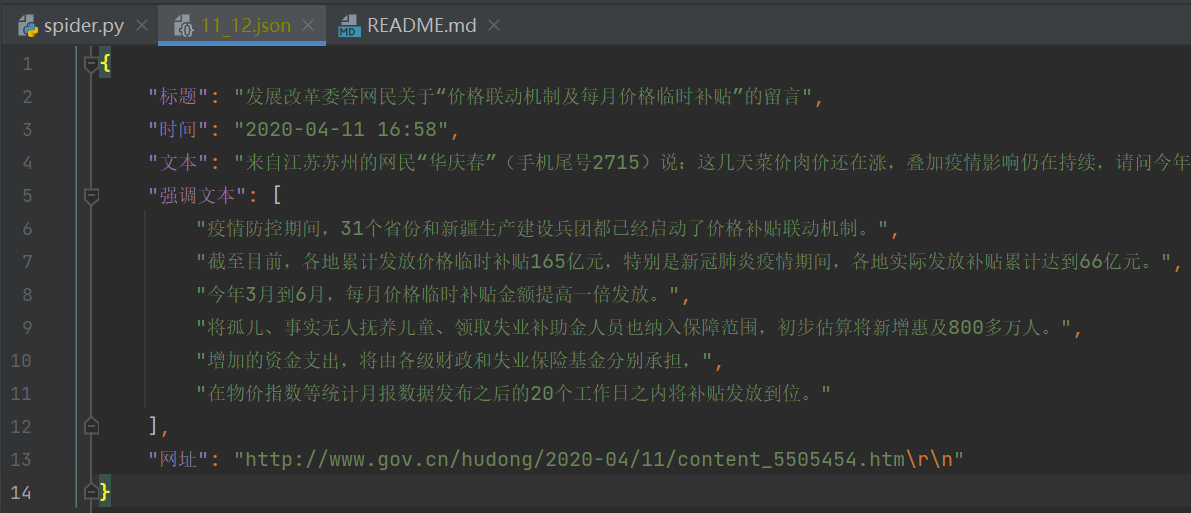 spider.py 11_12.json README.md
1 {
2 "标题": "发展改革委答网民关于“价格联动机制及每月价格临时补贴”的留言",
3 "时间": "2020-04-11 16:58",
4 "文本": "来自江苏苏州的网民“华庆春”（手机尾号2715）说：这几天菜价肉价还在涨，叠加疫情影响仍在持续，请问今年
5 "强调文本": [
6 "疫情防控期间，31个省份和新疆生产建设兵团都已经启动了价格补贴联动机制。",
7 "截至目前，各地累计发放价格临时补贴165亿元，特别是新冠肺炎疫情期间，各地实际发放补贴累计达到66亿元。",
8 "今年3月到6月，每月价格临时补贴金额提高一倍发放。",
9 "将孤儿、事实无人抚养儿童、领取失业补助金人员也纳入保障范围，初步估算将新增惠及800多万人。",
10 "增加的资金支出，将由各级财政和失业保险基金分别承担，",
11 "在物价指数等统计月报数据发布之后的20个工作日之内将补贴发放到位。"
12 ],
13 "网址": "http://www.gov.cn/hudong/2020-04/11/content_5505454.htm\r\n"
14 }